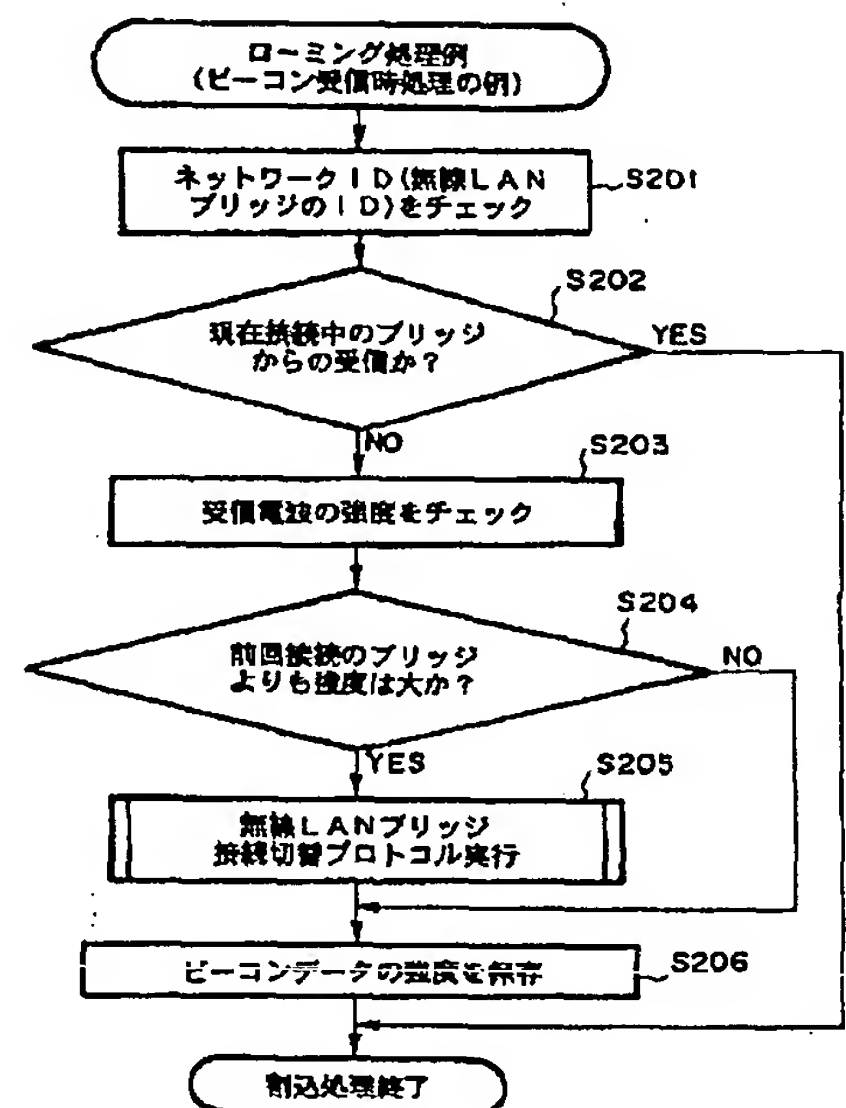 ローミング処理例
(ビーコン受信時処理の例)
ネットワークID(無線LAN
ブリッジのID)をチェック
S201
S202
現在接続中のブリッジ
からの受信か？
YES
NO
S203
受信電波の強度をチェック
S204
前回接続のブリッジ
よりも強度は大か？
NO
YES
S205
無線LANブリッジ
接続切替プロトコル実行
ビーコンデータの強度を保存
S206
割込処理終了